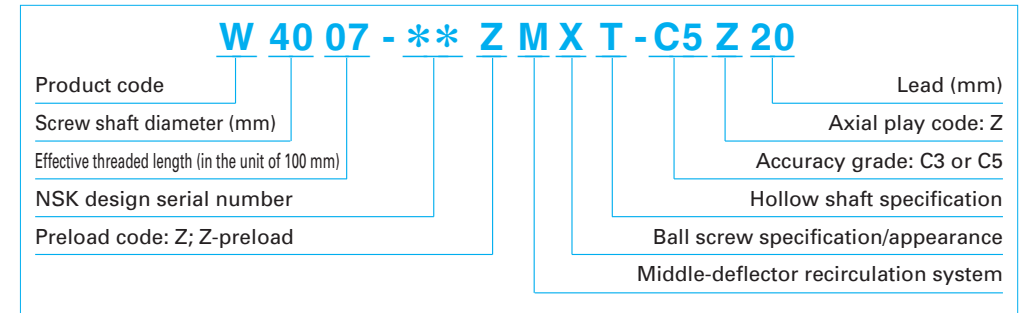 W 40 07 - ** Z M X T - C5 Z 20
Product code
Lead (mm)
Screw shaft diameter (mm)
Axial play code: Z
Effective threaded length (in the unit of 100 mm)
Accuracy grade: C3 or C5
NSK design serial number
Hollow shaft specification
Preload code: Z; Z-preload
Ball screw specification/appearance
Middle-deflector recirculation system